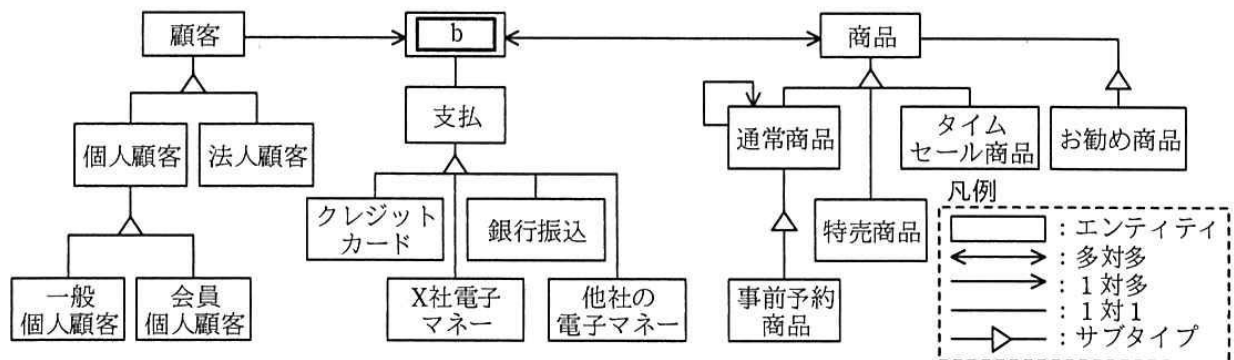 顧客
b
商品
支払
個人顧客
法人顧客
通常商品
タイム
セール商品
お勧め商品
クレジット
カード
銀行振込
特売商品
一般
個人顧客
会員
個人顧客
X社電子
マネー
他社の
電子マネー
事前予約
商品
凡例
：エンティティ
：多対多
：1対多
：1対1
：サブタイプ